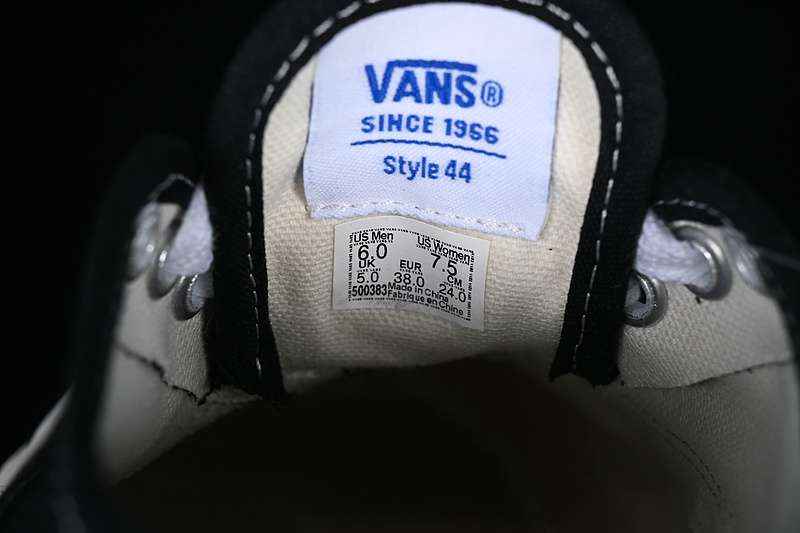 VANS®
SINCE 1966
Style 44
US Men US Women
6.0 7.5
UK EUR CM
5.0 38.0 24.0
500383 Made in China
Fabriqué en Chine